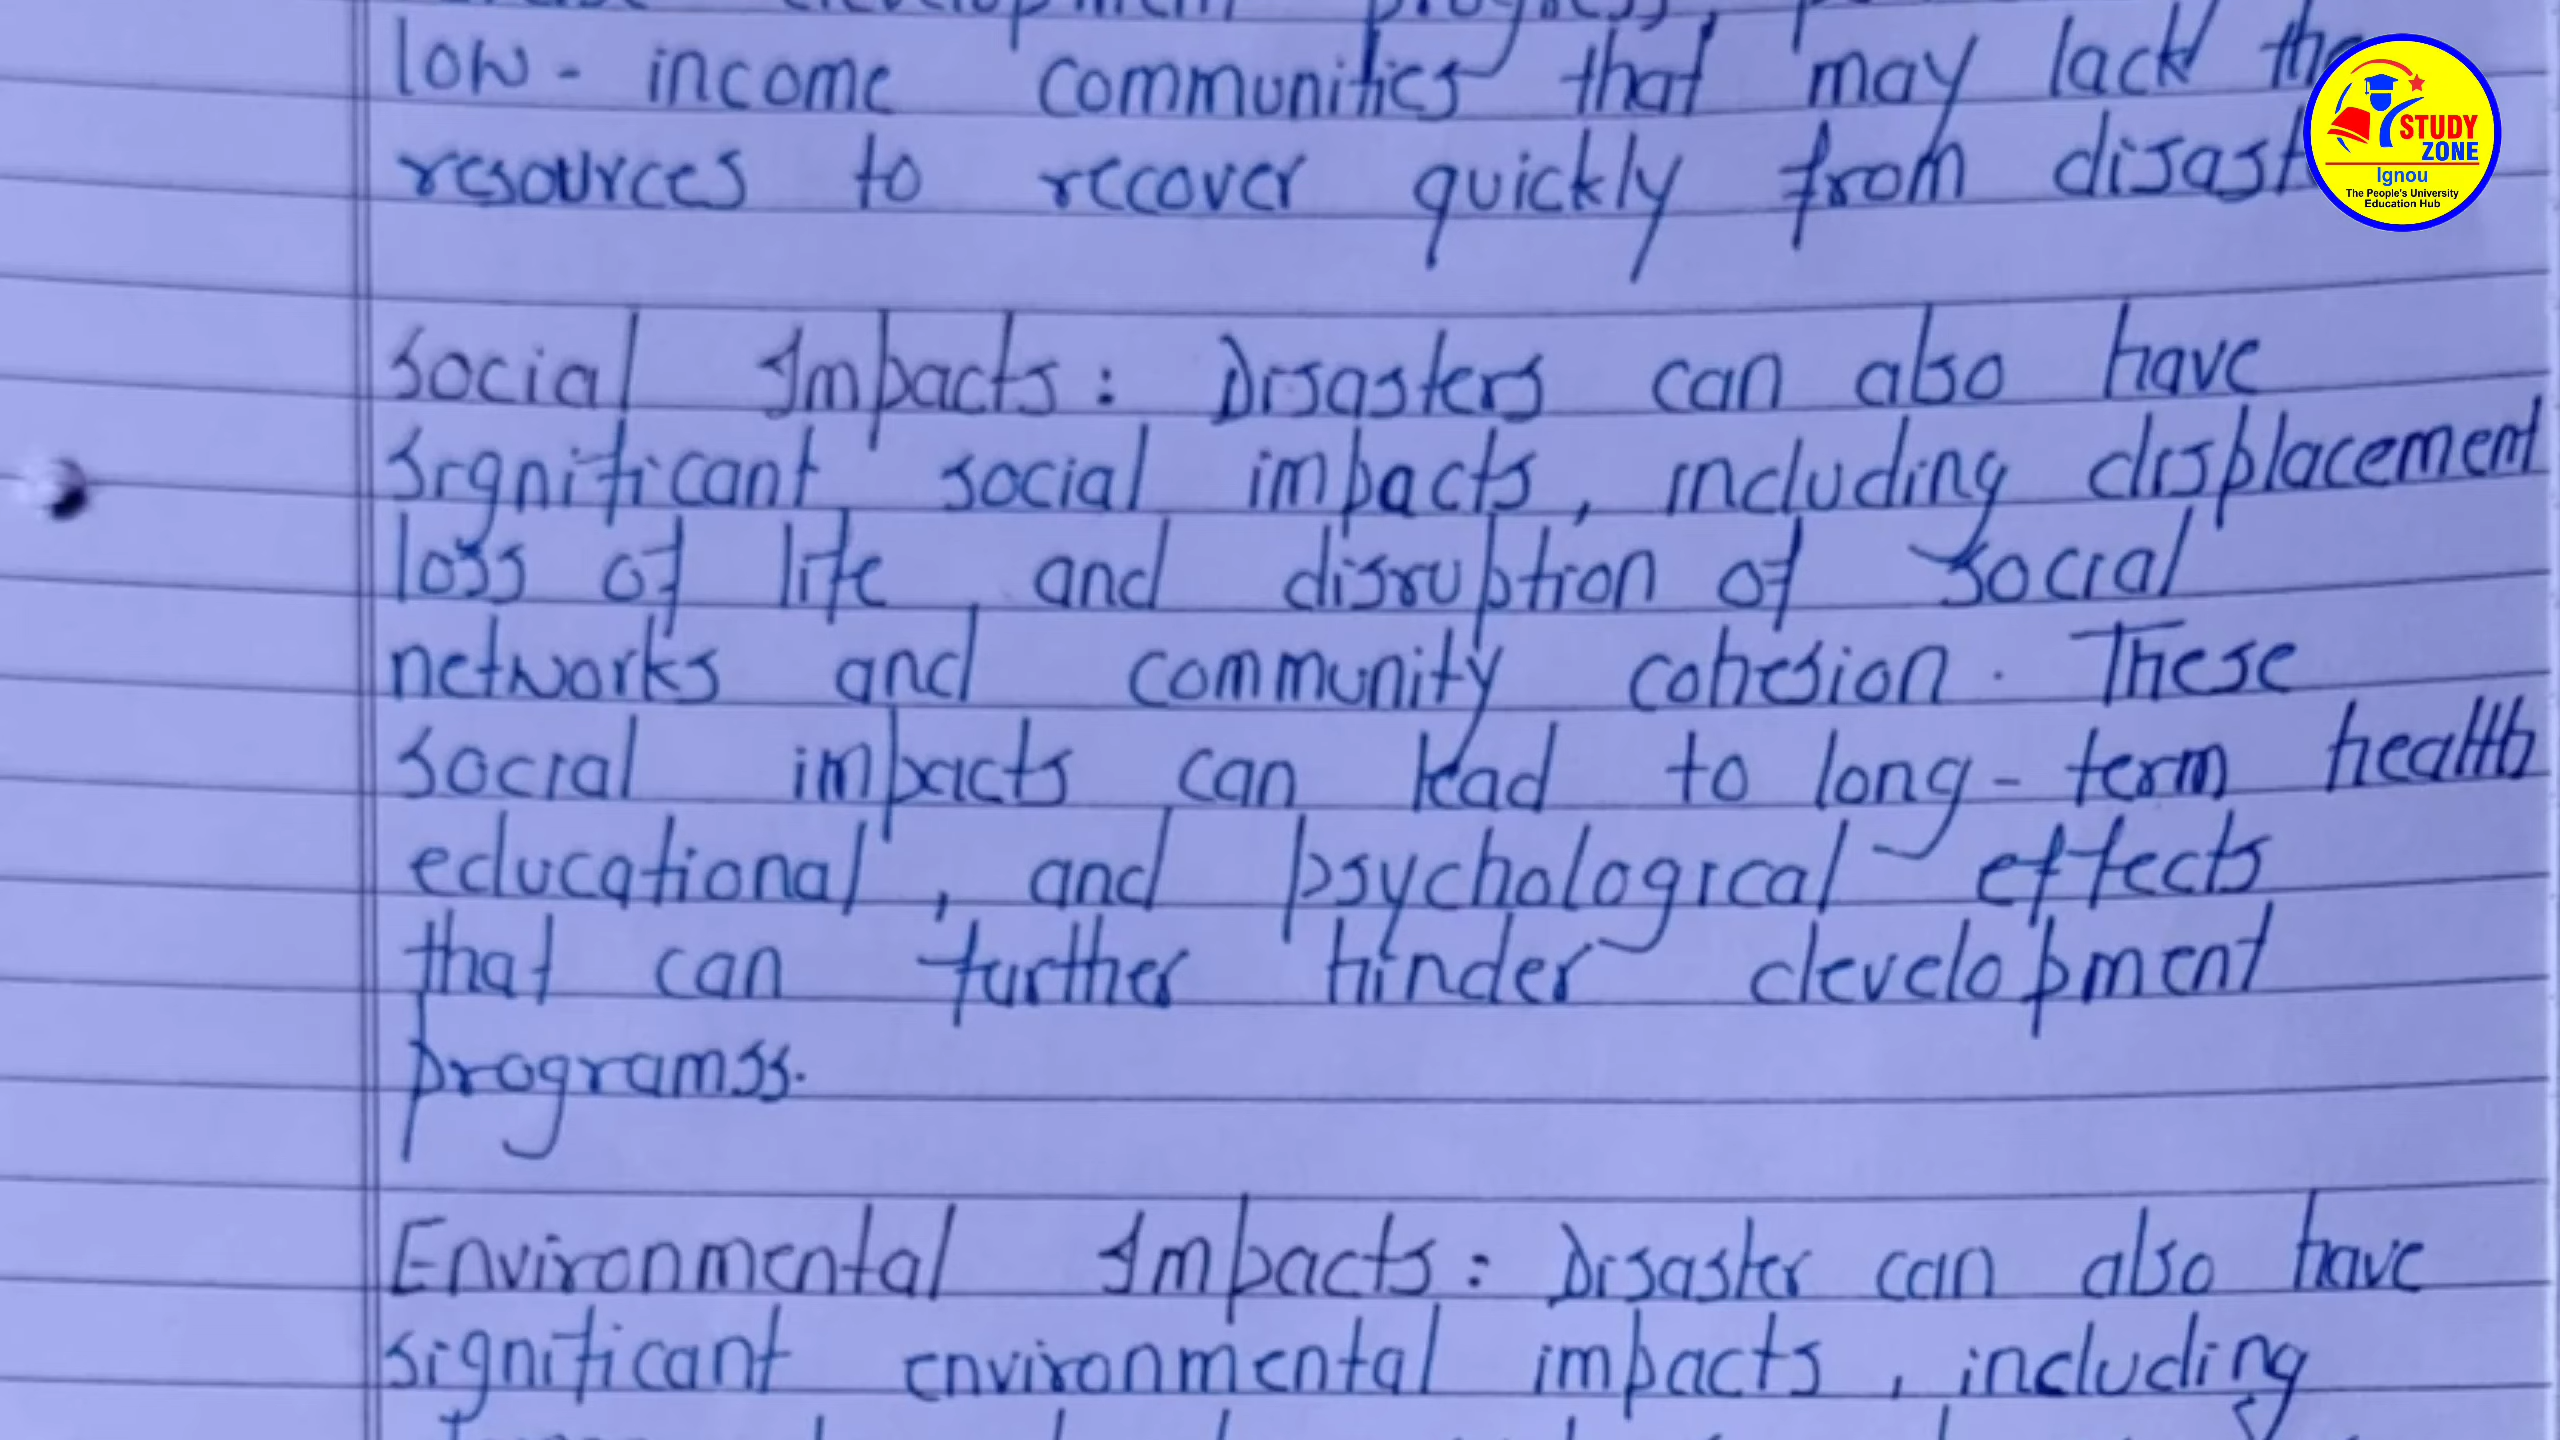 development progress,
low - income communities that may lack the
resources to recover quickly from
Social Impacts : Disasters can also have
significant social impacts, including displacement
loss of life, and disruption of social
networks and community cohesion. These
social impacts can lead to long - term health
educational, and psychological effects
that can further hinder development
programss.
Environmental Impacts : Disaster can also have
significant environmental impacts, including
STUDY
ZONE
Ignou
The People's University
Education Hub